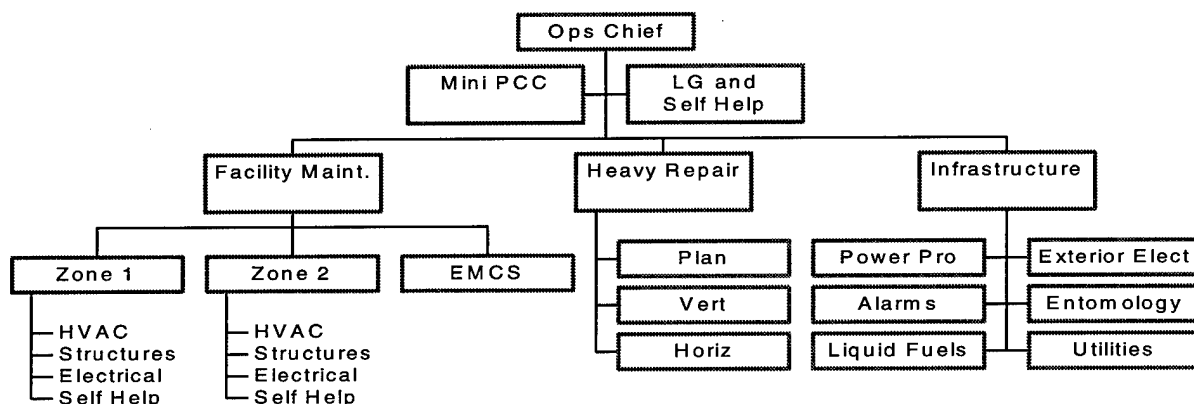 Ops Chief
Mini PCC
LG and
Self Help
Facility Maint.
Heavy Repair
Infrastructure
Zone 1
Zone 2
EMCS
Plan
Power Pro
Exterior Elect
Vert
Alarms
Entomology
Horiz
Liquid Fuels
Utilities
HVAC
Structures
Electrical
Self Help
HVAC
Structures
Electrical
Self Help